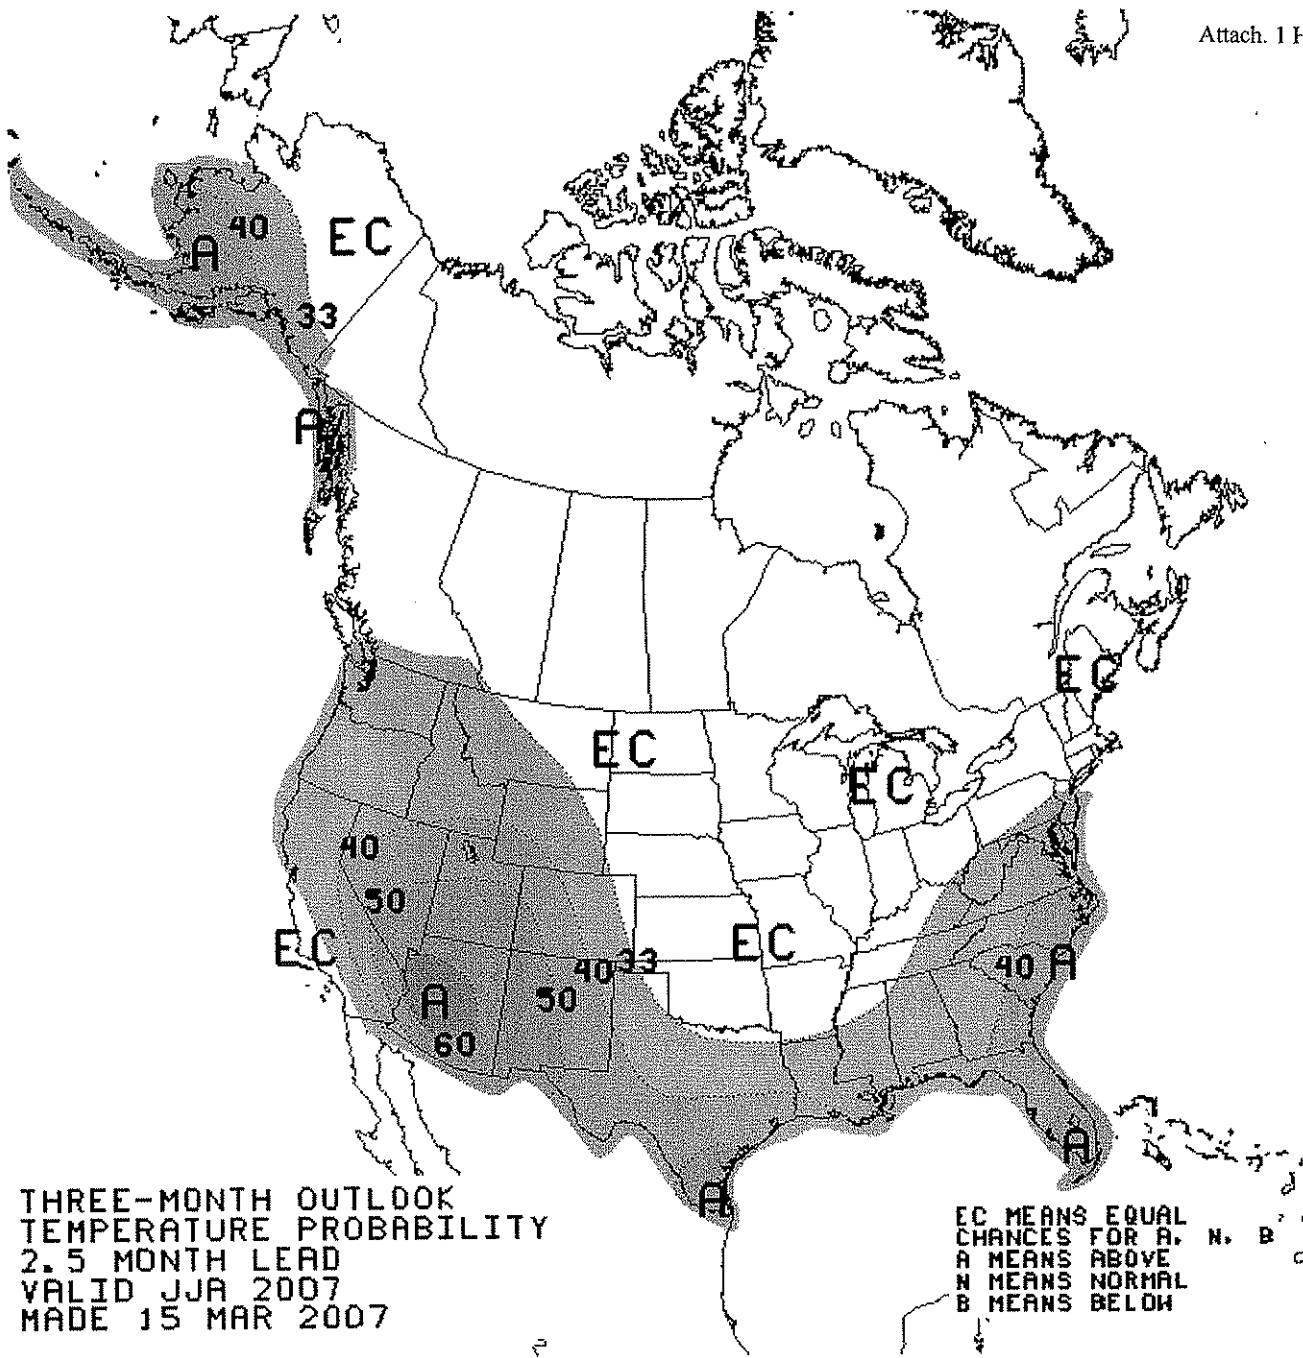 Attach. 1 H
40
EC
A
33
A
EC
EC
EC
40
50
EC
EC
40 33
A
50
60
40 A
A
A
THREE-MONTH OUTLOOK
TEMPERATURE PROBABILITY
2.5 MONTH LEAD
VALID JJA 2007
MADE 15 MAR 2007
EC MEANS EQUAL
CHANCES FOR A, N, B
A MEANS ABOVE
N MEANS NORMAL
B MEANS BELOW